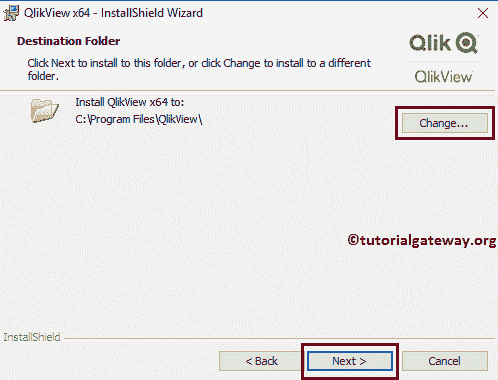 QlikView x64 - InstallShield Wizard
Destination Folder
Click Next to install to this folder, or click Change to install to a different
folder.
Qlik
QlikView
Install QlikView x64 to:
C:\Program Files\QlikView\
Change...
©tutorialgateway.org
InstallShield
< Back
Next >
Cancel